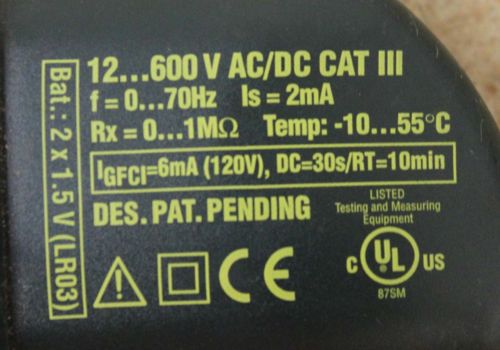 12...600 V AC/DC CAT III
f = 0...70Hz Is = 2mA
Rx = 0...1MΩ Temp: -10...55°C
IGFCI=6mA (120V), DC=30s/RT=10min
DES. PAT. PENDING
LISTED
Testing and Measuring
Equipment
C UL US
87SM
CE
Bat.: 2 x 1.5 V (LR03)